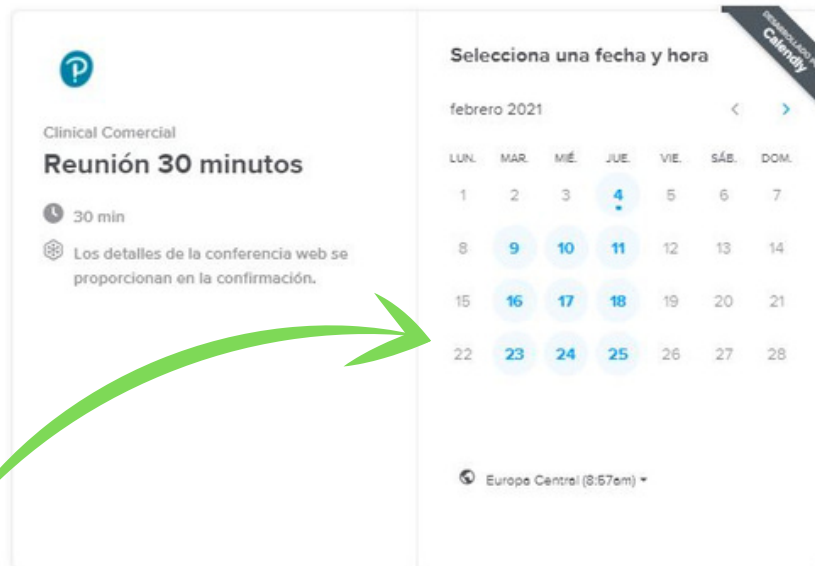 Clinical Comercial
Reunión 30 minutos
30 min
Los detalles de la conferencia web se
proporcionan en la confirmación.
DESARROLLADO POR
Calendly
Selecciona una fecha y hora
febrero 2021
LUN. MAR. MIÉ. JUE. VIE. SÁB. DOM.
1 2 3 4 5 6 7
8 9 10 11 12 13 14
15 16 17 18 19 20 21
22 23 24 25 26 27 28
Europa Central (8:57am)